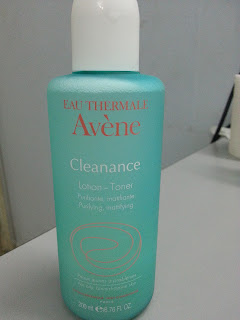 EAU THERMALE
Avène
Cleanance
Lotion - Toner
Purifiante, matifiante
Purifying, mattifying
200 ml 6.76 FL.OZ